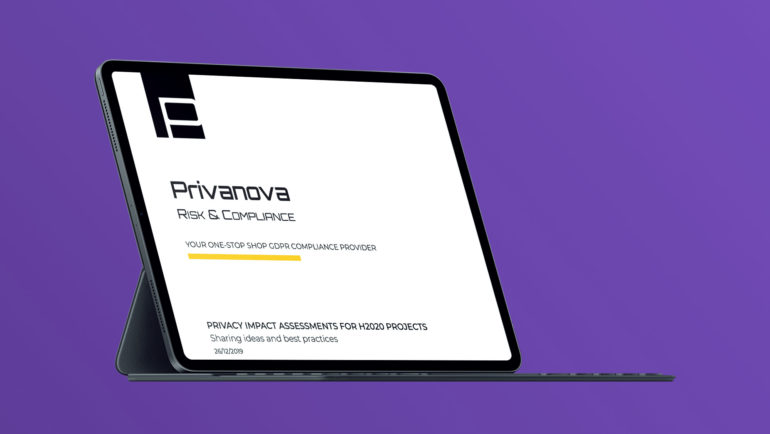 Privanova
RISK & COMPLIANCE
YOUR ONE-STOP SHOP GDPR COMPLIANCE PROVIDER
PRIVACY IMPACT ASSESSMENTS FOR H2020 PROJECTS
Sharing ideas and best practices
26/12/2019